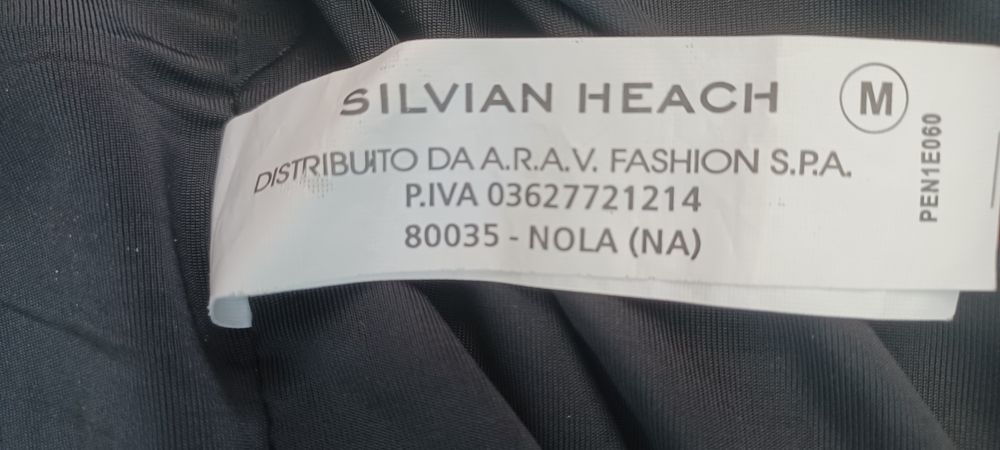 SILVIAN HEACH
M
DISTRIBUITO DA A.R.A.V. FASHION S.P.A.
P.IVA 03627721214
80035 - NOLA (NA)
PEN1E060